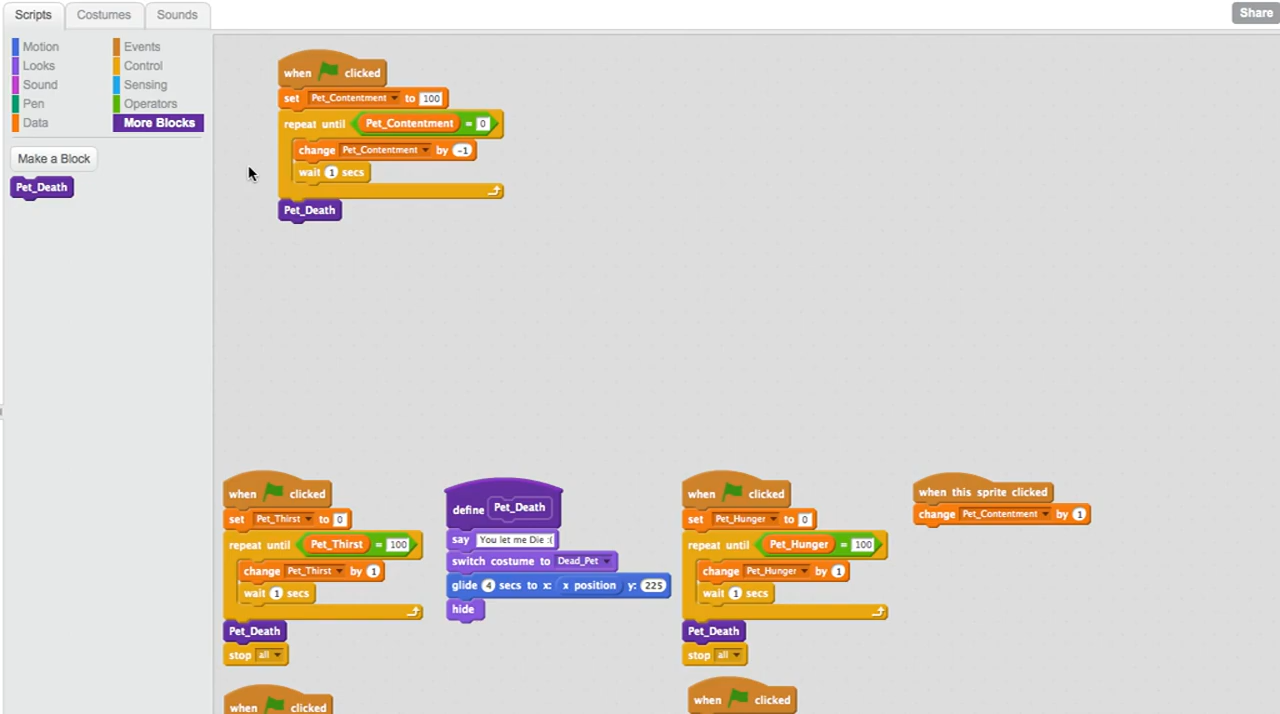 Scripts Costumes Sounds
Share
Motion Events
Looks Control
Sound Sensing
Pen Operators
Data More Blocks
Make a Block
Pet_Death
when clicked
set Pet_Contentment to 100
repeat until Pet_Contentment = 0
change Pet_Contentment by -1
wait 1 secs
Pet_Death
when clicked
set Pet_Thirst to 0
repeat until Pet_Thirst = 100
change Pet_Thirst by 1
wait 1 secs
Pet_Death
stop all
when clicked
define Pet_Death
say You let me Die :(
switch costume to Dead_Pet
glide 4 secs to x: x position y: 225
hide
when clicked
set Pet_Hunger to 0
repeat until Pet_Hunger = 100
change Pet_Hunger by 1
wait 1 secs
Pet_Death
stop all
when clicked
when this sprite clicked
change Pet_Contentment by 1